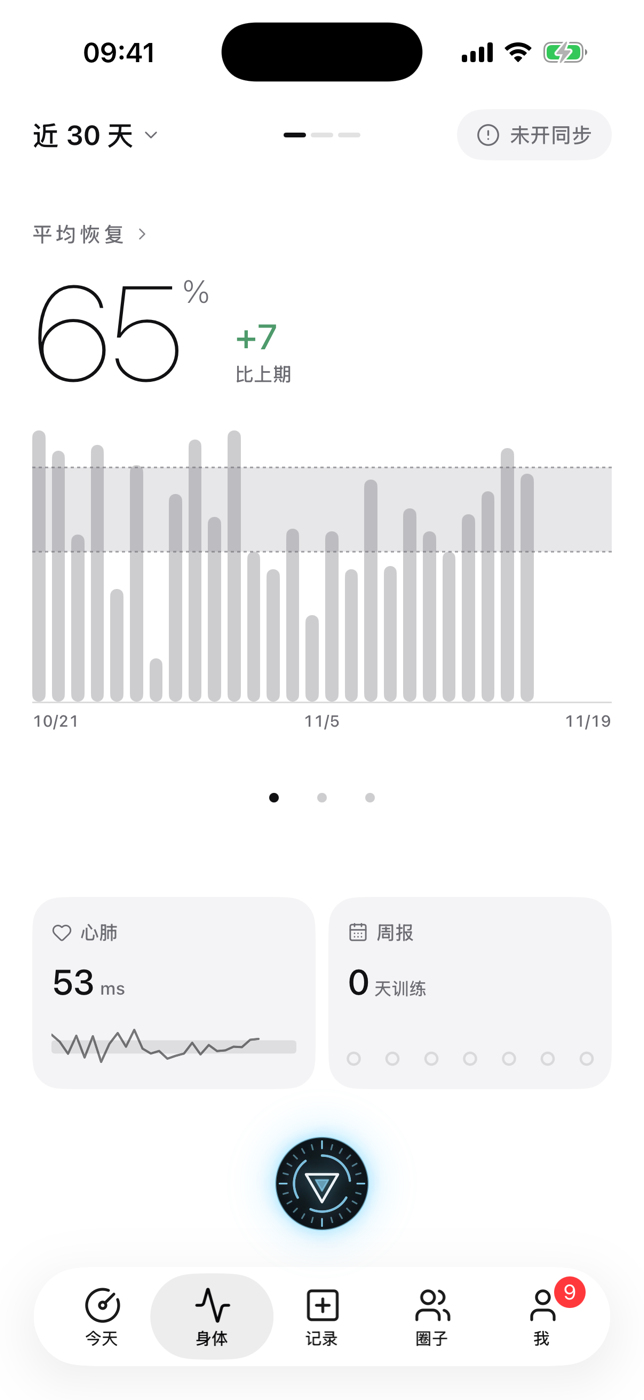 09:41
近 30 天
未开同步
平均恢复
65%
+7
比上期
10/21 11/5 11/19
心肺
53 ms
周报
0 天训练
今天 身体 记录 圈子 我 9